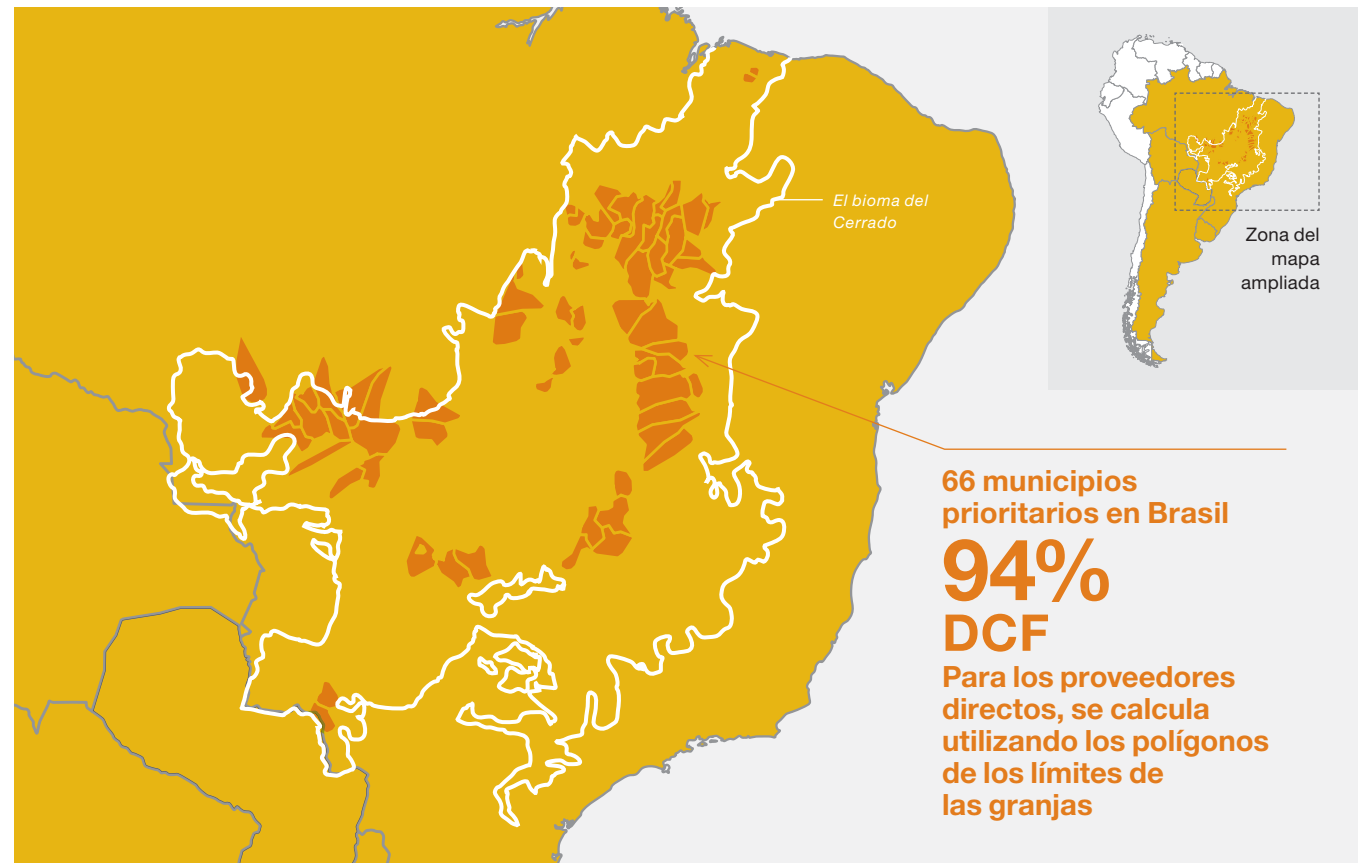 El bioma del
Cerrado
Zona del
mapa
ampliada
66 municipios
prioritarios en Brasil
94%
DCF
Para los proveedores
directos, se calcula
utilizando los polígonos
de los límites de
las granjas